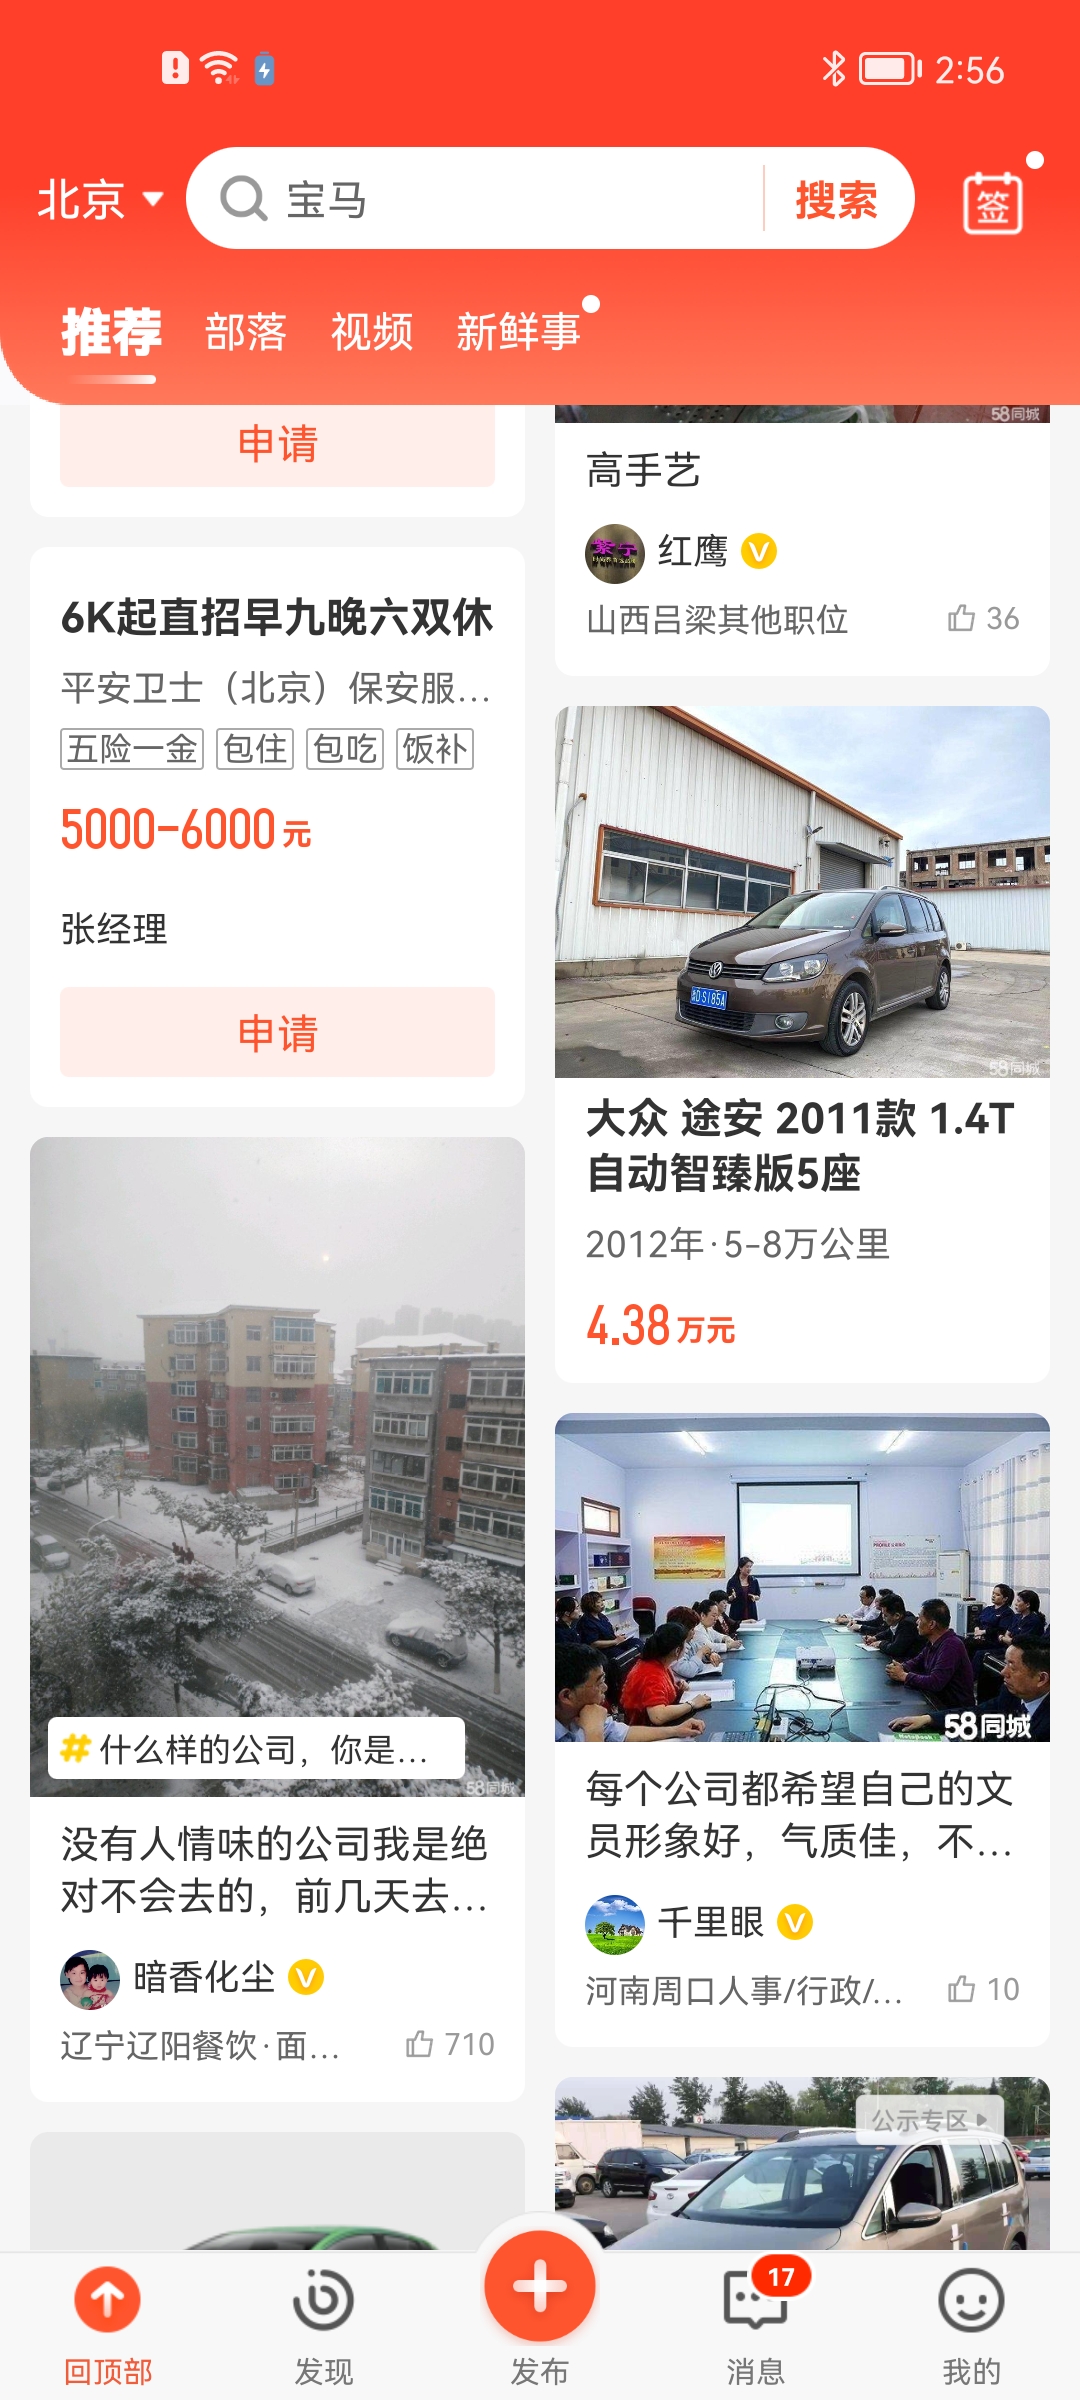 2:56
北京
宝马
搜索
签
推荐
部落
视频
新鲜事
申请
6K起直招早九晚六双休
平安卫士（北京）保安服...
五险一金 包住 包吃 饭补
5000-6000元
张经理
申请
#什么样的公司，你是...
58同城
没有人情味的公司我是绝
对不会去的，前几天去...
暗香化尘
辽宁辽阳餐饮·面...
710
58同城
高手艺
红鹰
山西吕梁其他职位
36
58同城
大众 途安 2011款 1.4T
自动智臻版5座
2012年·5-8万公里
4.38万元
58同城
每个公司都希望自己的文
员形象好，气质佳，不...
千里眼
河南周口人事/行政/...
10
公示专区
回顶部
发现
发布
17
消息
我的